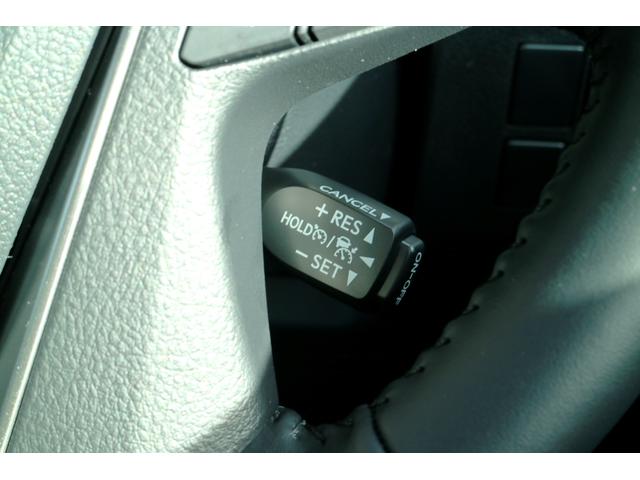 CANCEL
+ RES
HOLD /
− SET
ON-OFF